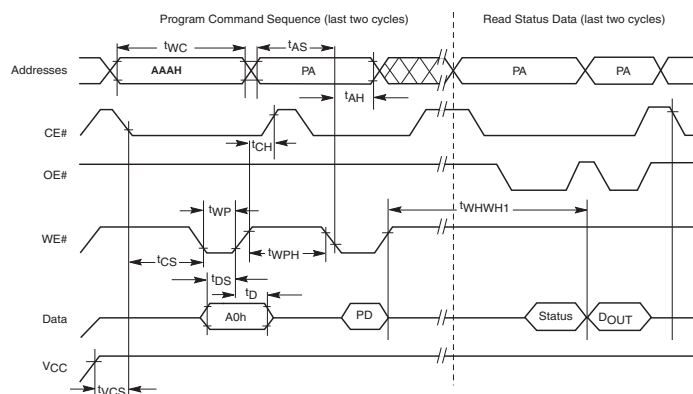 Program Command Sequence (last two cycles)
Read Status Data (last two cycles)
tWC
tAS
Addresses
AAAH
PA
PA
PA
tAH
CE#
tCH
OE#
tWHWH1
tWP
WE#
tCS
tWPH
tDS
tD
Data
A0h
PD
Status
DOUT
VCC
tVCS